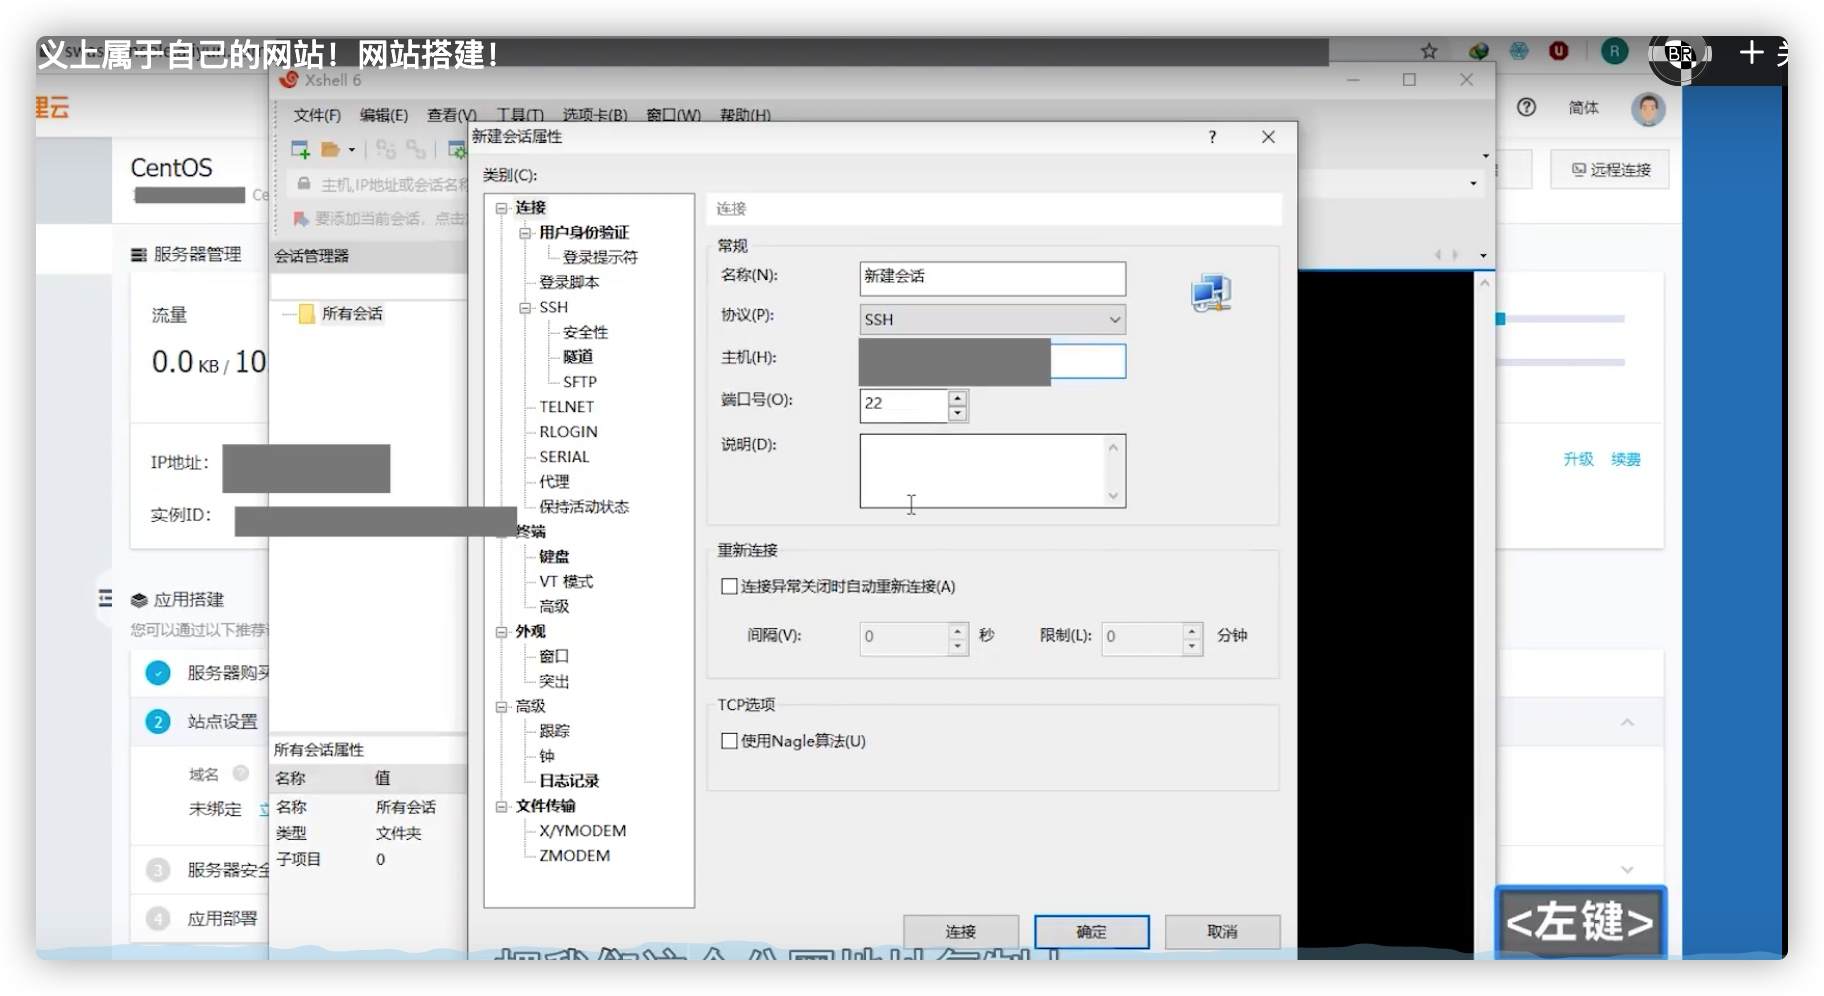 义上属于自己的网站！网站搭建！
里云
Xshell 6
简体
文件(F) 编辑(E) 查看(V) 工具(T) 选项卡(B) 窗口(W) 帮助(H)
CentOS
主机,IP地址或会话名称
远程连接
要添加当前会话，点击
服务器管理
会话管理器
流量
所有会话
0.0 KB / 10
IP地址：
实例ID：
升级 续费
应用搭建
您可以通过以下推荐
服务器购买
2 站点设置
域名
未绑定
3 服务器安全
4 应用部署
所有会话属性
名称 值
名称 所有会话
类型 文件夹
子项目 0
新建会话属性
类别(C):
连接
用户身份验证
登录提示符
登录脚本
SSH
安全性
隧道
SFTP
TELNET
RLOGIN
SERIAL
代理
保持活动状态
终端
键盘
VT 模式
高级
外观
窗口
突出
高级
跟踪
钟
日志记录
文件传输
X/YMODEM
ZMODEM
连接
常规
名称(N): 新建会话
协议(P): SSH
主机(H):
端口号(O): 22
说明(D):
重新连接
连接异常关闭时自动重新连接(A)
间隔(V): 0 秒 限制(L): 0 分钟
TCP选项
使用Nagle算法(U)
连接 确定 取消
<左键>